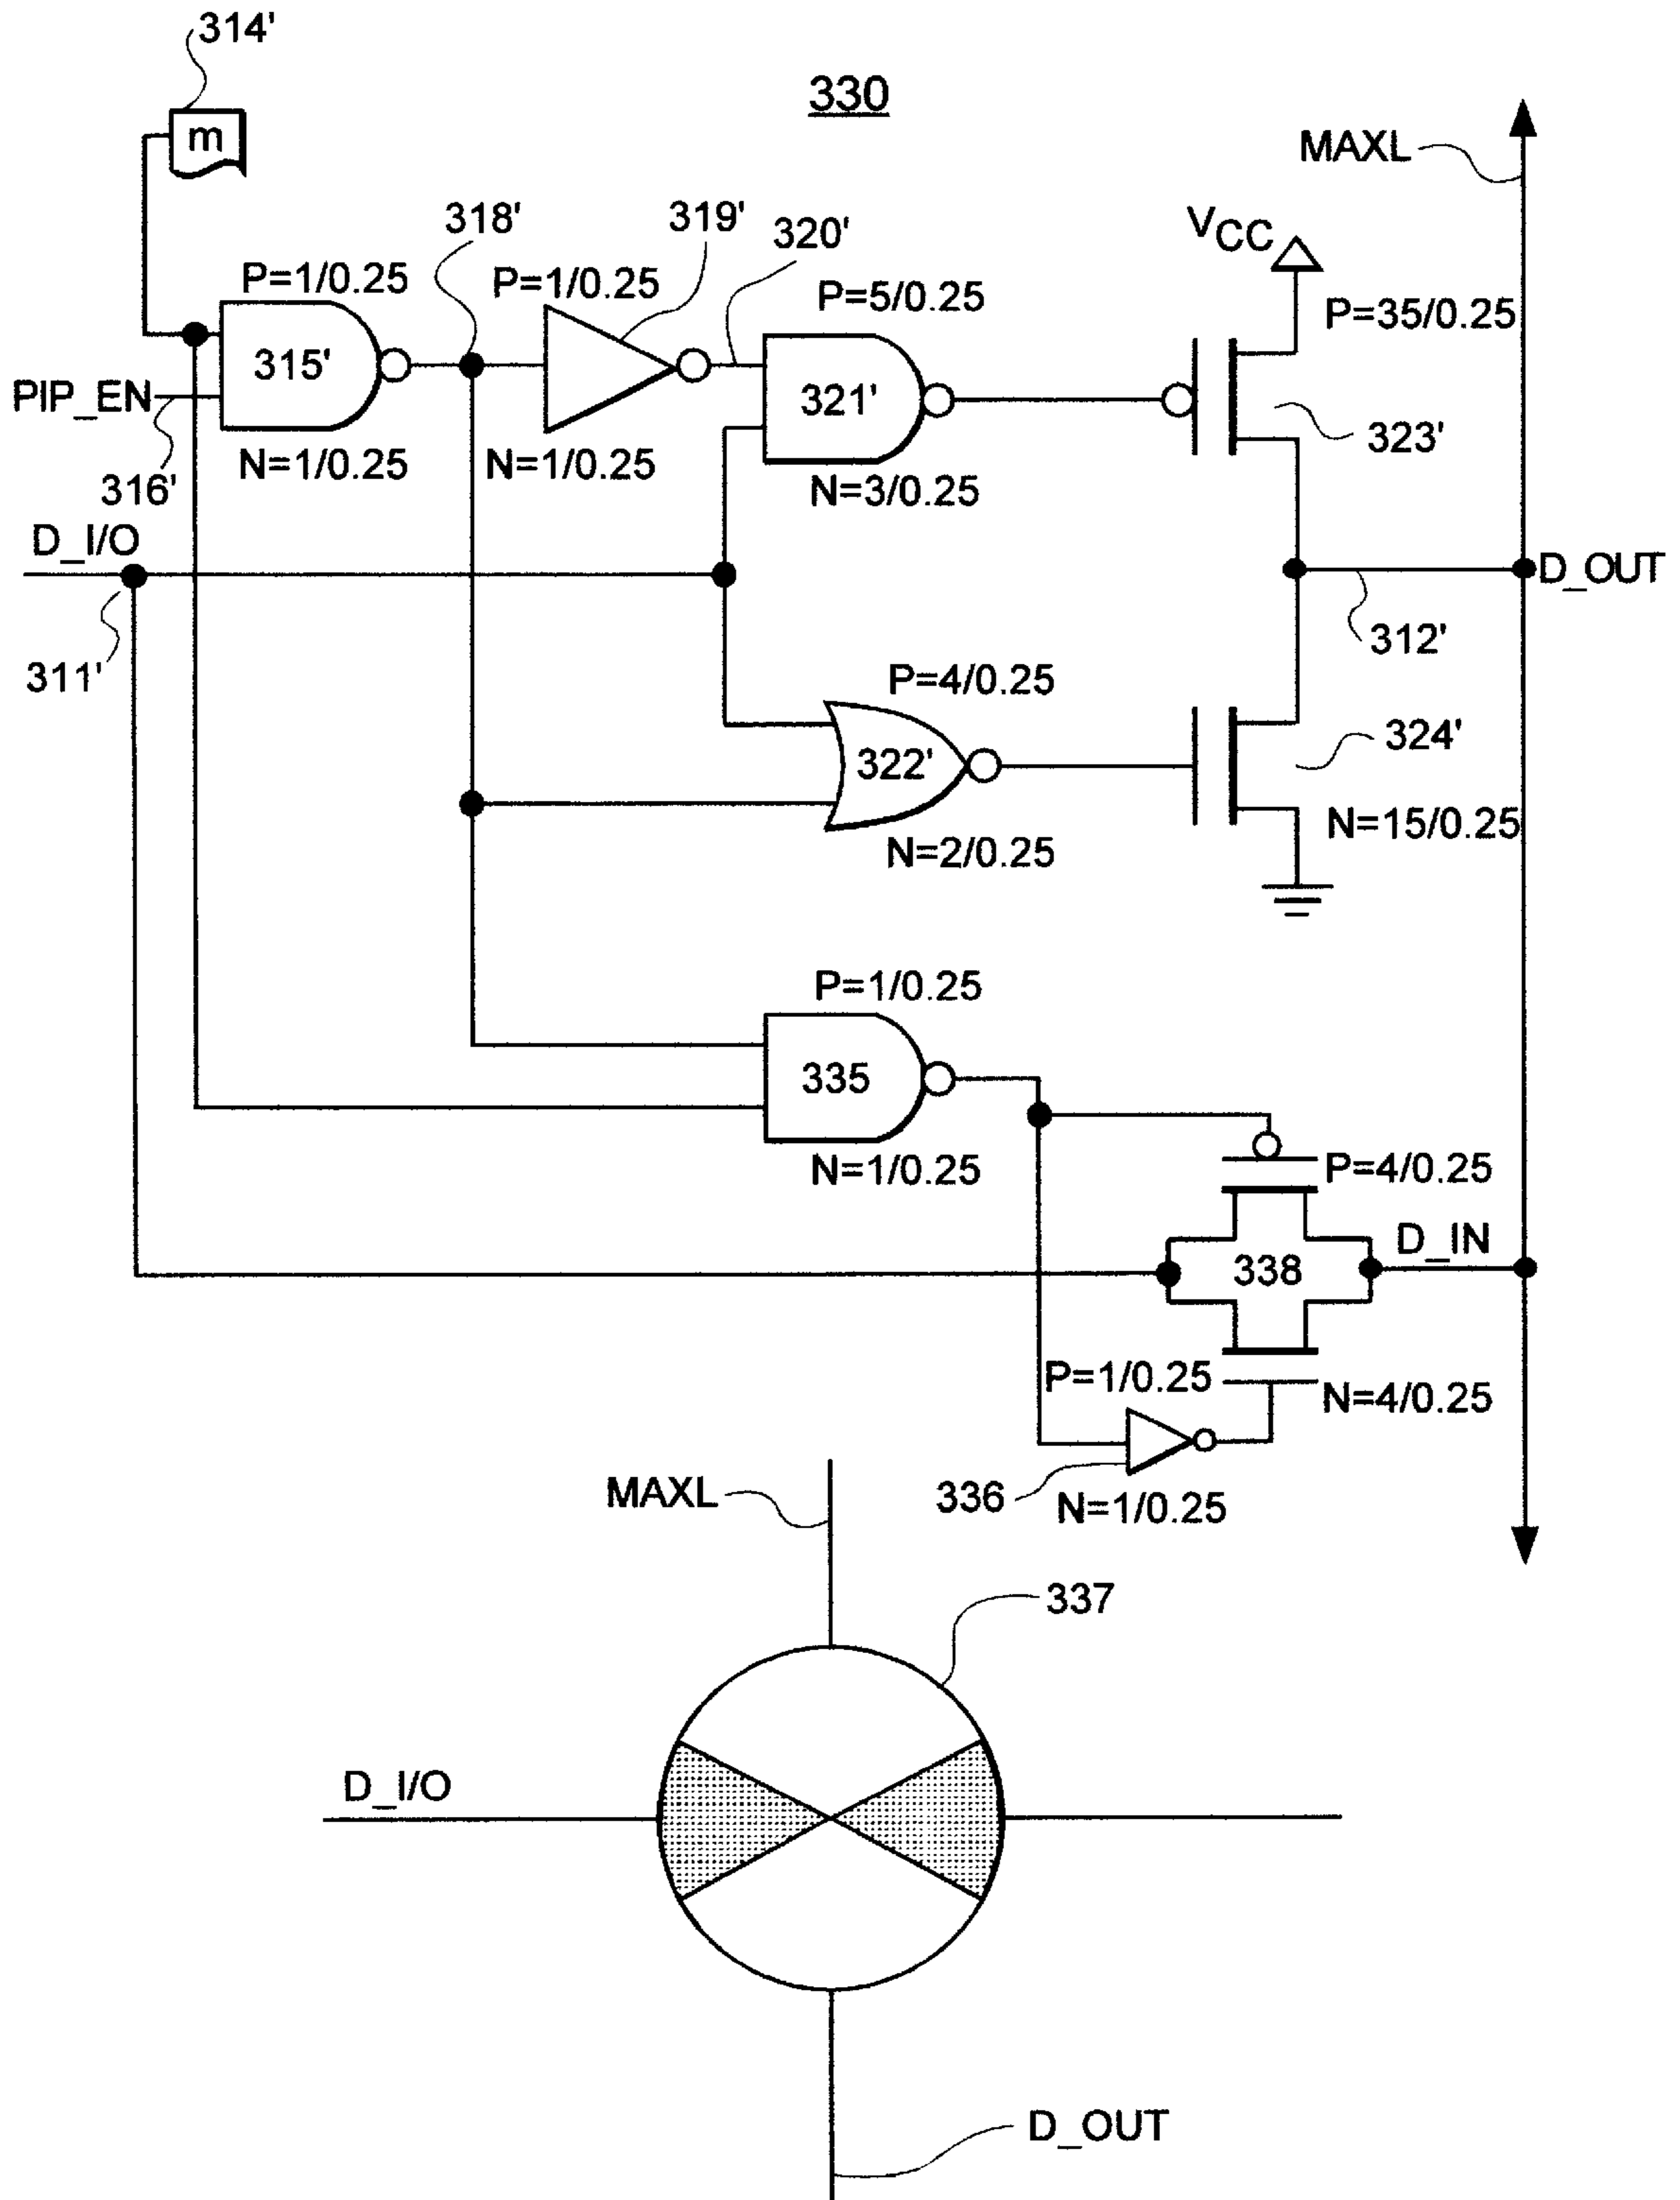 314'
330
m
MAXL
318'
319'
320'
VCC
P=1/0.25
P=1/0.25
P=5/0.25
P=35/0.25
315'
321'
PIP_EN
323'
316'
N=1/0.25
N=1/0.25
N=3/0.25
D_I/O
D_OUT
311'
312'
P=4/0.25
322'
324'
N=2/0.25
N=15/0.25
P=1/0.25
335
N=1/0.25
P=4/0.25
D_IN
338
P=1/0.25
N=4/0.25
336
N=1/0.25
MAXL
337
D_I/O
D_OUT